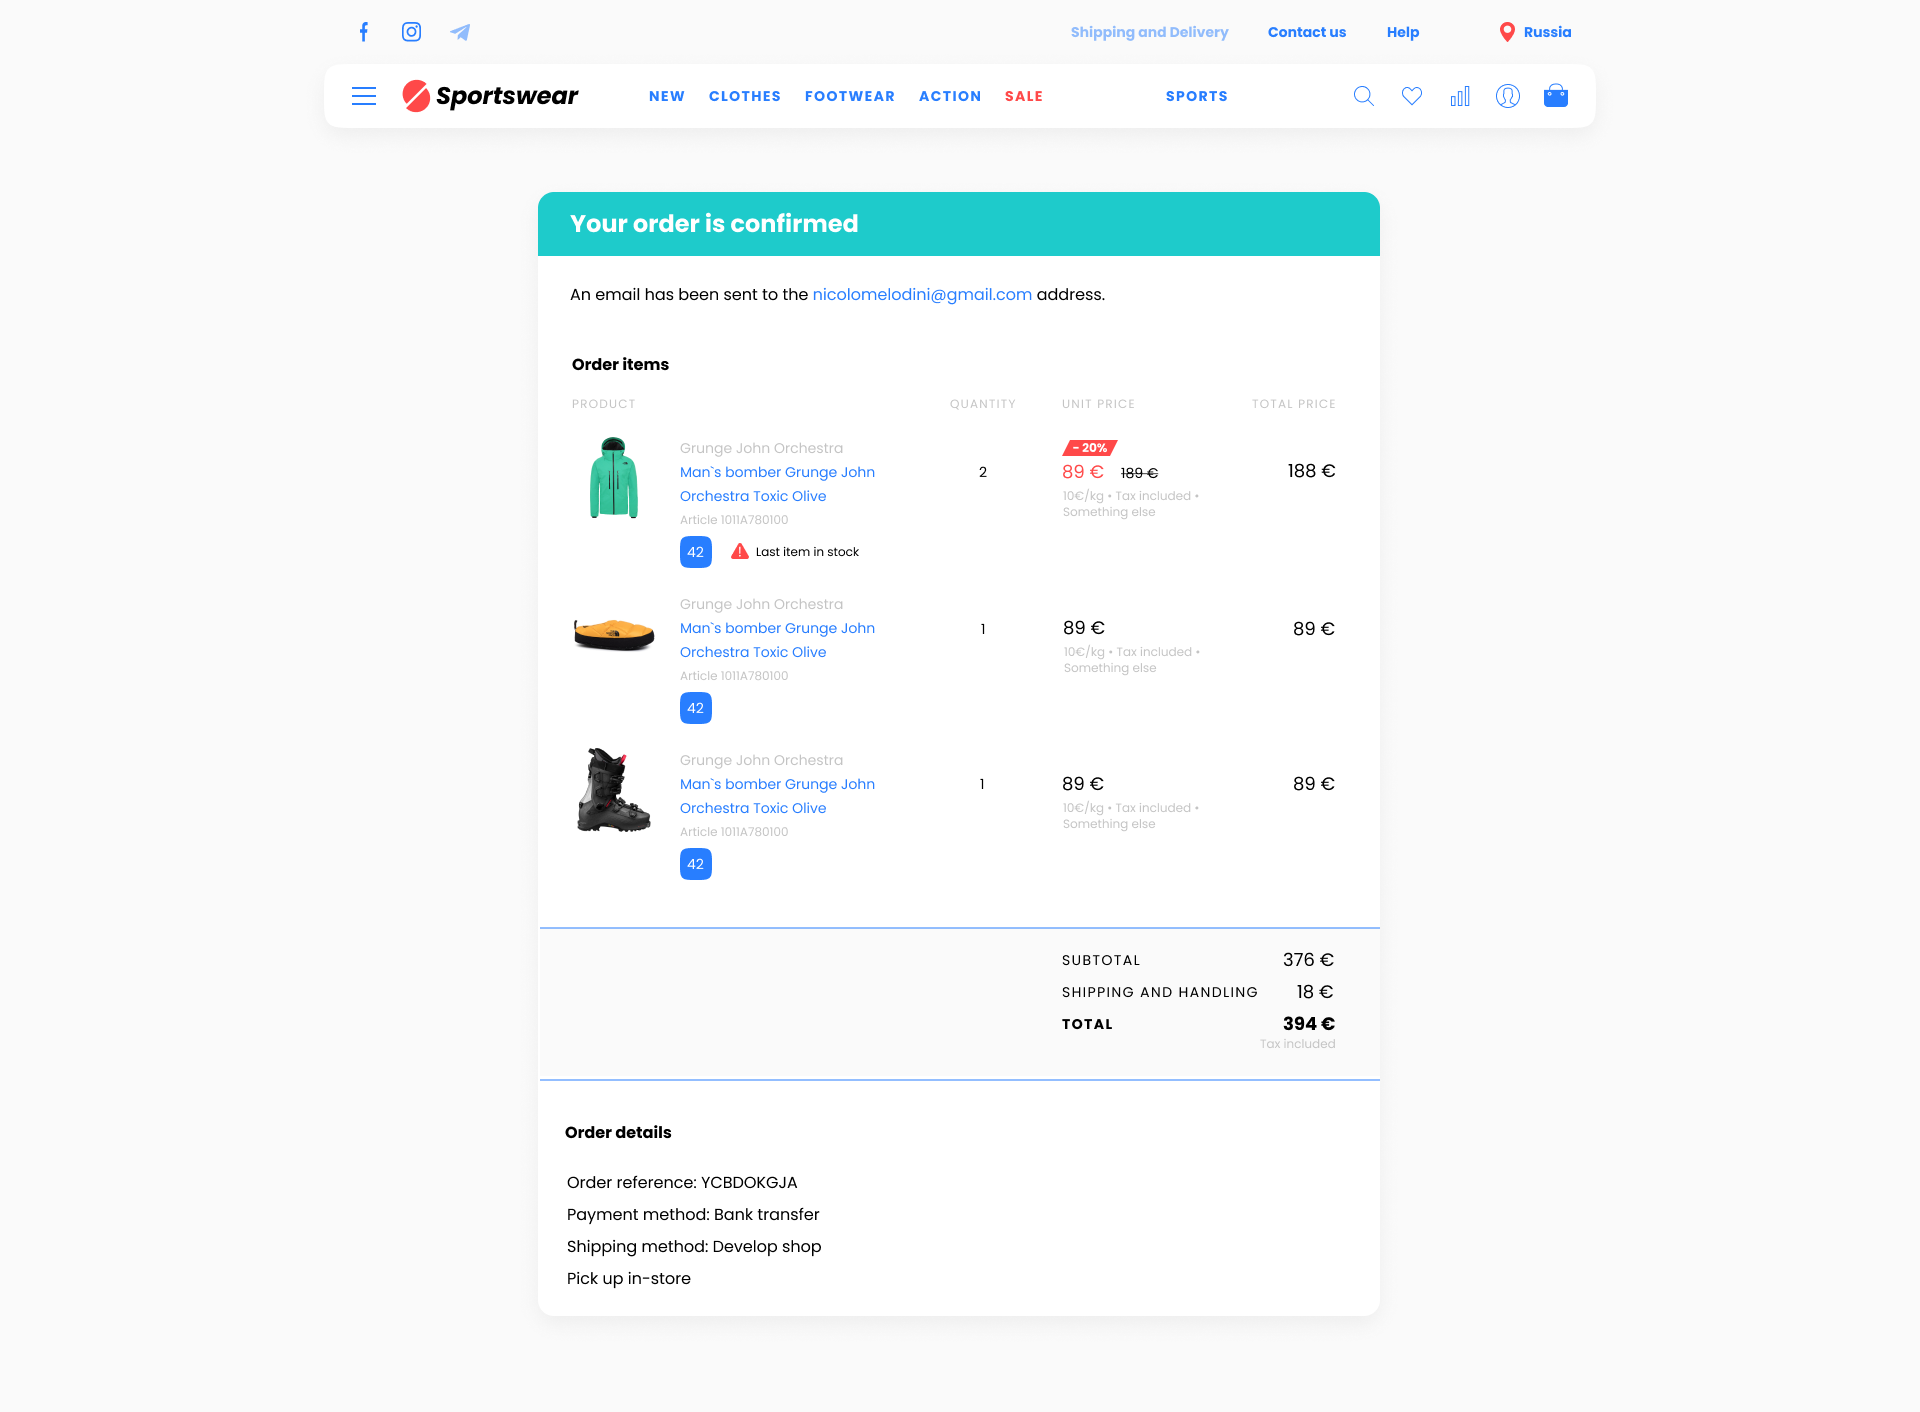 Shipping and Delivery Contact us Help Russia
Sportswear NEW CLOTHES FOOTWEAR ACTION SALE SPORTS
Your order is confirmed
An email has been sent to the nicolomelodini@gmail.com address.
Order items
PRODUCT QUANTITY UNIT PRICE TOTAL PRICE
Grunge John Orchestra
Man`s bomber Grunge John
Orchestra Toxic Olive
Article 1011A780100
42 Last item in stock
2
- 20%
89 € 189 €
10€/kg • Tax included •
Something else
188 €
Grunge John Orchestra
Man`s bomber Grunge John
Orchestra Toxic Olive
Article 1011A780100
42
1
89 €
10€/kg • Tax included •
Something else
89 €
Grunge John Orchestra
Man`s bomber Grunge John
Orchestra Toxic Olive
Article 1011A780100
42
1
89 €
10€/kg • Tax included •
Something else
89 €
SUBTOTAL 376 €
SHIPPING AND HANDLING 18 €
TOTAL 394 €
Tax included
Order details
Order reference: YCBDOKGJA
Payment method: Bank transfer
Shipping method: Develop shop
Pick up in-store